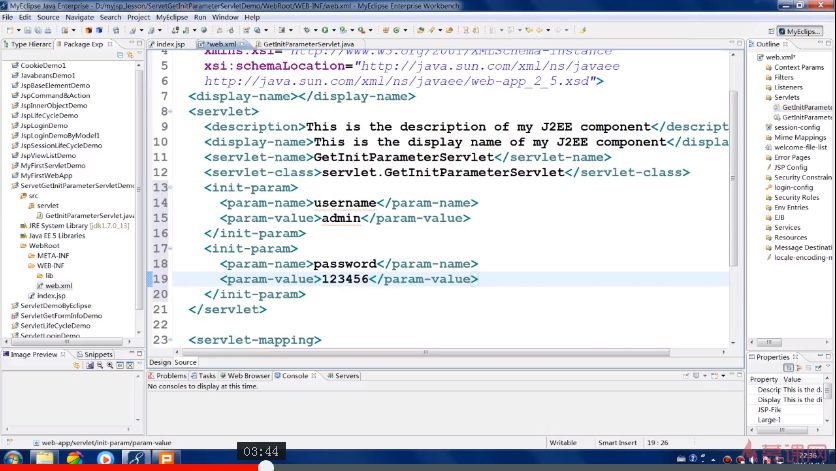 MyEclipse Java Enterprise - D:/myjsp_lesson/ServetGetInitParameterServletDemo/WebRoot/WEB-INF/web.xml - MyEclipse Enterprise Workbench
File Edit Source Navigate Search Project MyEclipse Run Window Help
MyEclips...
Type Hierarc Package Exp
CookieDemo1
Javabeans01Demo1
JspBaseElementDemo
JspCommand&Action
JspInnerObjectDemo
JspLifeCycleDemo
JspLoginDemo
JspLoginDemoByModel1
JspSessionLifeCycleDemo
JspViewListDemo
MyFirstServletDemo
MyFirstWebApp
ServetGetInitParameterServletDemo
src
servlet
GetInitParameterServlet.java
JRE System Library [jdk1.7.0_13]
Java EE 5 Libraries
WebRoot
META-INF
WEB-INF
lib
web.xml
index.jsp
ServletDemoByEclipse
ServletGetFormInfoDemo
ServletLifeCycleDemo
ServletLoginDemo
Image Preview Snippets
index.jsp *web.xml GetInitParameterServlet.java
4 xmlns:xsi="http://www.w3.org/2001/XMLSchema-instance"
5 xsi:schemaLocation="http://java.sun.com/xml/ns/javaee
6 http://java.sun.com/xml/ns/javaee/web-app_2_5.xsd">
7 <display-name></display-name>
8 <servlet>
9 <description>This is the description of my J2EE component</descript
10 <display-name>This is the display name of my J2EE component</displa
11 <servlet-name>GetInitParameterServlet</servlet-name>
12 <servlet-class>servlet.GetInitParameterServlet</servlet-class>
13 <init-param>
14 <param-name>username</param-name>
15 <param-value>admin</param-value>
16 </init-param>
17 <init-param>
18 <param-name>password</param-name>
19 <param-value>123456</param-value>
20 </init-param>
21 </servlet>
22
23 <servlet-mapping>
Design Source
Problems Tasks Web Browser Console Servers
No consoles to display at this time.
Outline
web.xml*
Context Params
Filters
Listeners
Servlets
GetInitParamete
GetInitParamete
session-config
Mime Mappings
welcome-file-list
Error Pages
JSP Config
Security Constrain
login-config
Security Roles
Env Entries
EJB
Services
Message Destinatio
locale-encoding-m
Properties
Property Value
Descrip This is the d...
Display This is the d...
JSP-File
Large-I
web-app/servlet/init-param/param-value
Writable Smart Insert 19 : 26
03:44
22:36
慕课网